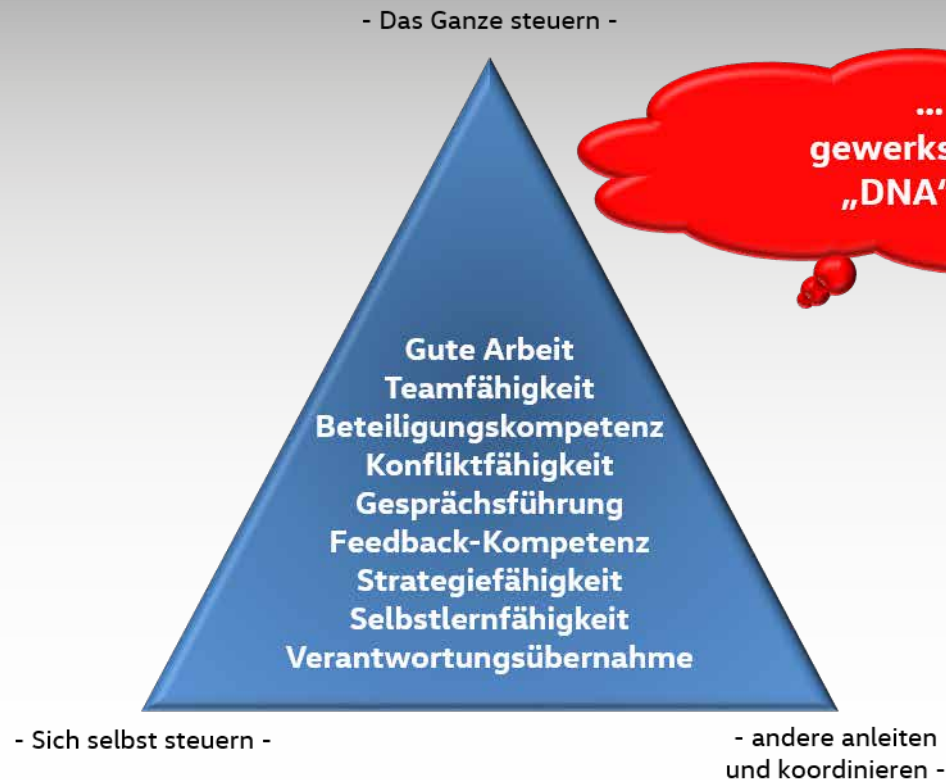 - Das Ganze steuern -
...
„DNA“
Gute Arbeit
Teamfähigkeit
Beteiligungskompetenz
Konfliktfähigkeit
Gesprächsführung
Feedback-Kompetenz
Strategiefähigkeit
Selbstlernfähigkeit
Verantwortungsübernahme
- Sich selbst steuern -
- andere anleiten
und koordinieren -